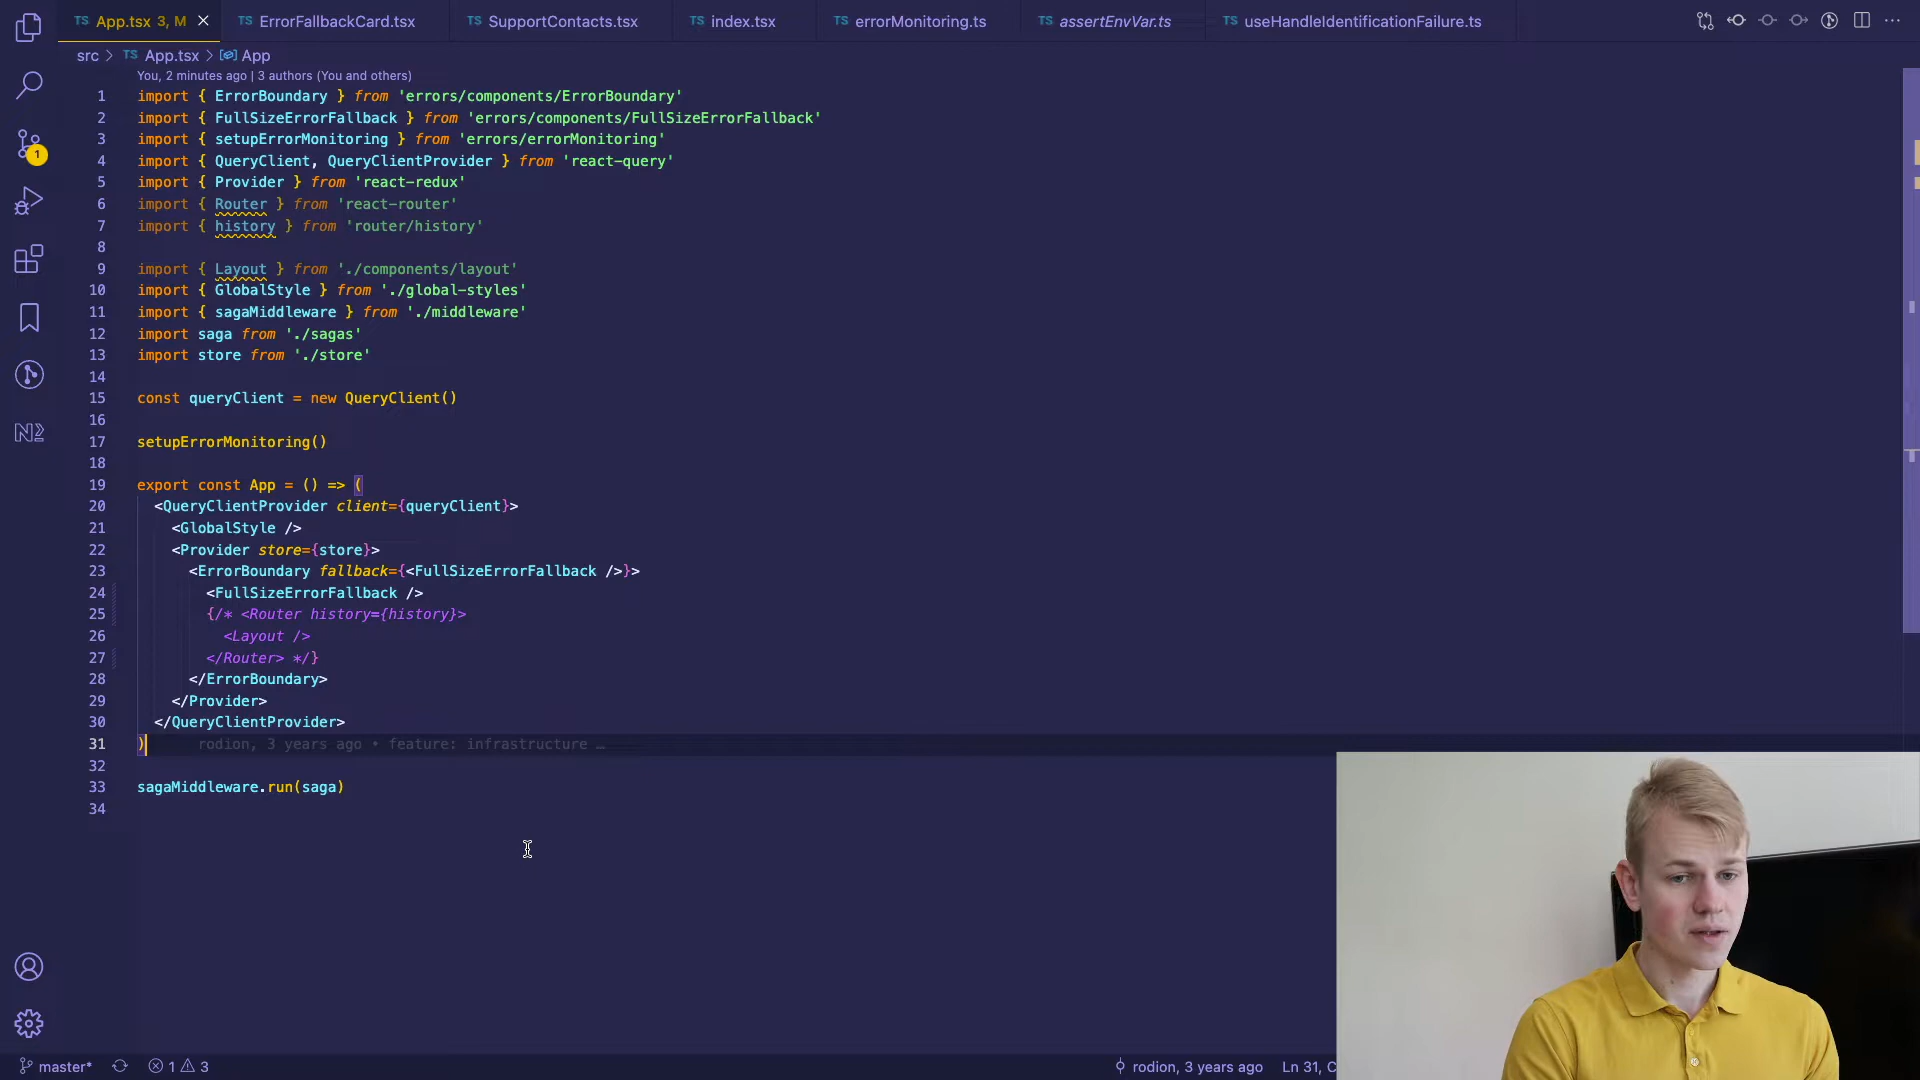 TS App.tsx 3, M
TS ErrorFallbackCard.tsx
TS SupportContacts.tsx
TS index.tsx
TS errorMonitoring.ts
TS assertEnvVar.ts
TS useHandleIdentificationFailure.ts
src > TS App.tsx > App
You, 2 minutes ago | 3 authors (You and others)
1 import { ErrorBoundary } from 'errors/components/ErrorBoundary'
2 import { FullSizeErrorFallback } from 'errors/components/FullSizeErrorFallback'
3 import { setupErrorMonitoring } from 'errors/errorMonitoring'
4 import { QueryClient, QueryClientProvider } from 'react-query'
5 import { Provider } from 'react-redux'
6 import { Router } from 'react-router'
7 import { history } from 'router/history'
8
9 import { Layout } from './components/layout'
10 import { GlobalStyle } from './global-styles'
11 import { sagaMiddleware } from './middleware'
12 import saga from './sagas'
13 import store from './store'
14
15 const queryClient = new QueryClient()
16
17 setupErrorMonitoring()
18
19 export const App = () => (
20 <QueryClientProvider client={queryClient}>
21 <GlobalStyle />
22 <Provider store={store}>
23 <ErrorBoundary fallback={<FullSizeErrorFallback />}>
24 <FullSizeErrorFallback />
25 {/* <Router history={history}>
26 <Layout />
27 </Router> */}
28 </ErrorBoundary>
29 </Provider>
30 </QueryClientProvider>
31 ) rodion, 3 years ago • feature: infrastructure …
32
33 sagaMiddleware.run(saga)
34
1
master* 1 3 rodion, 3 years ago Ln 31, C